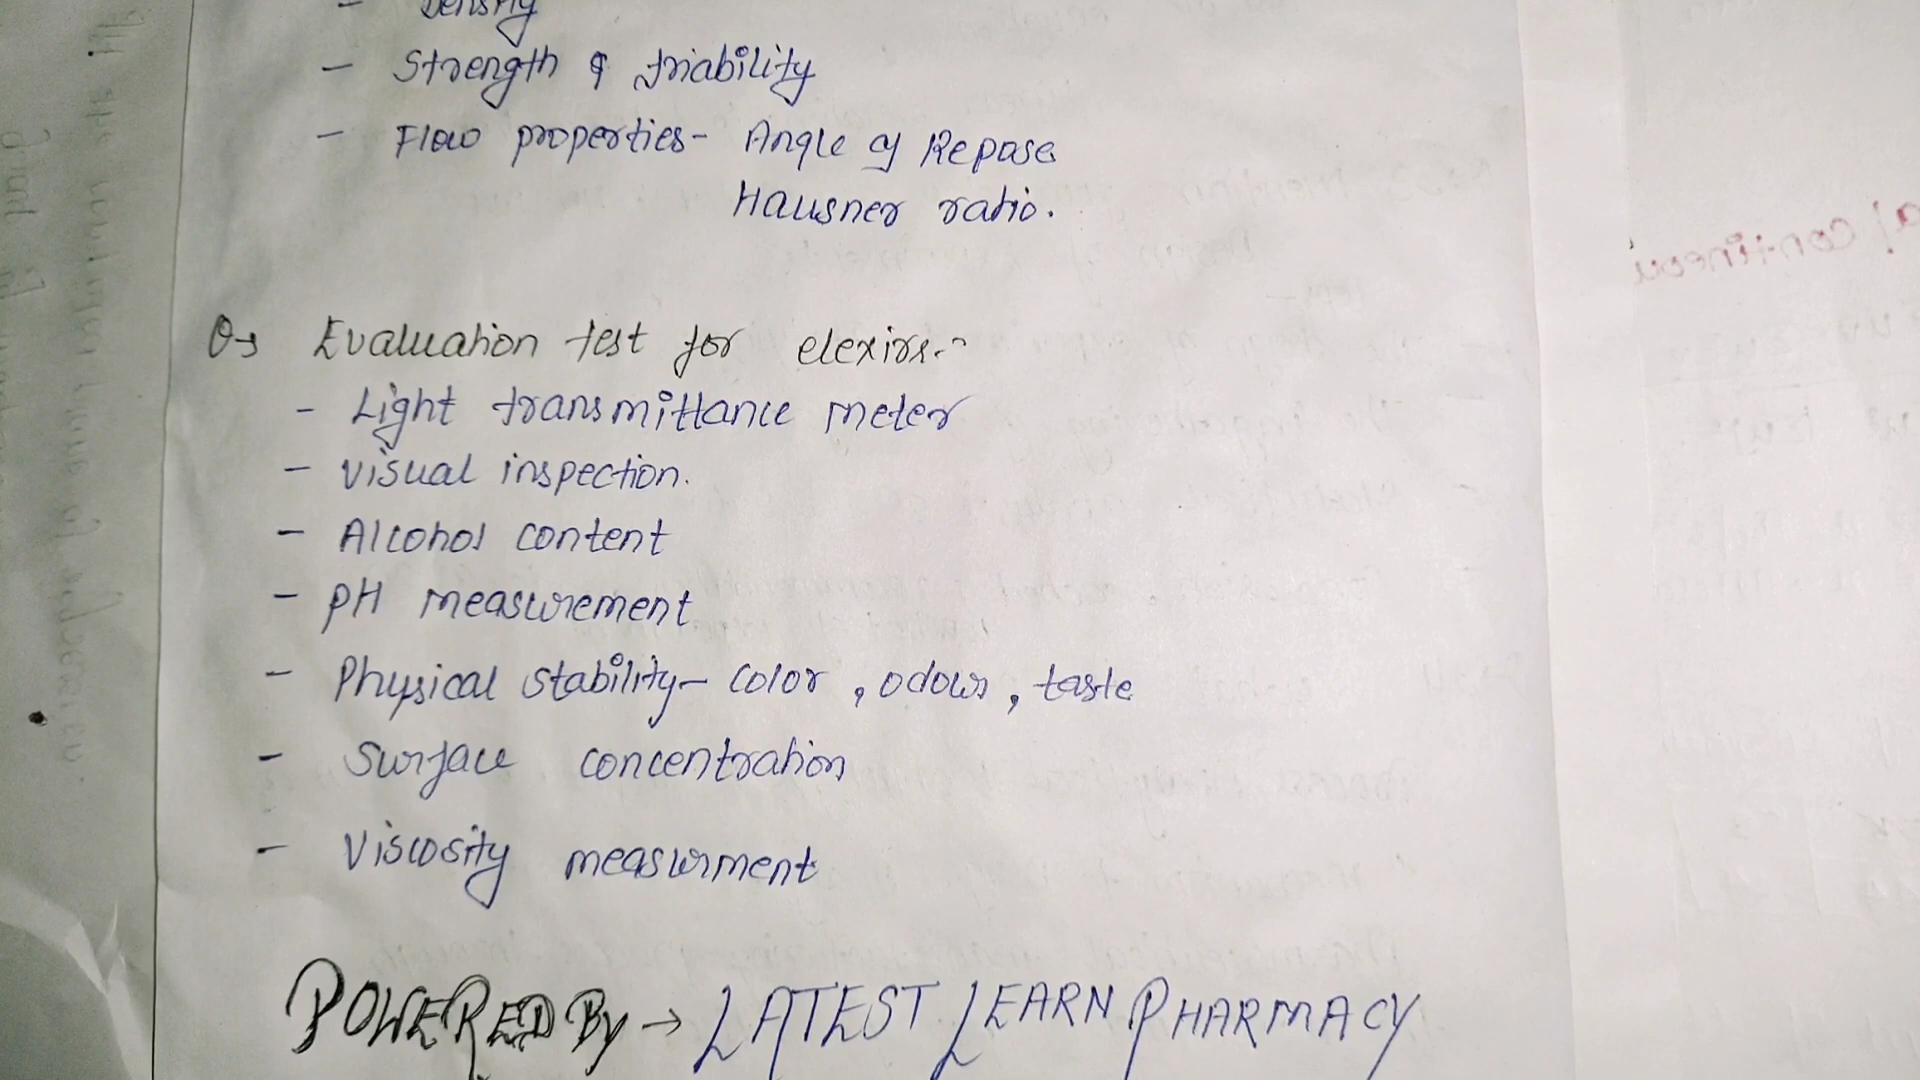 - Density
- Strength & friability
- Flow properties- Angle of Repose
Hausner ratio.
Q→ Evaluation test for elexirs.-
- Light transmittance meter
- visual inspection.
- Alcohol content
- pH measurement
- Physical stability- color, odour, taste
- Surface concentration
- Viscosity measurment
POWERED By → LATEST LEARN PHARMACY